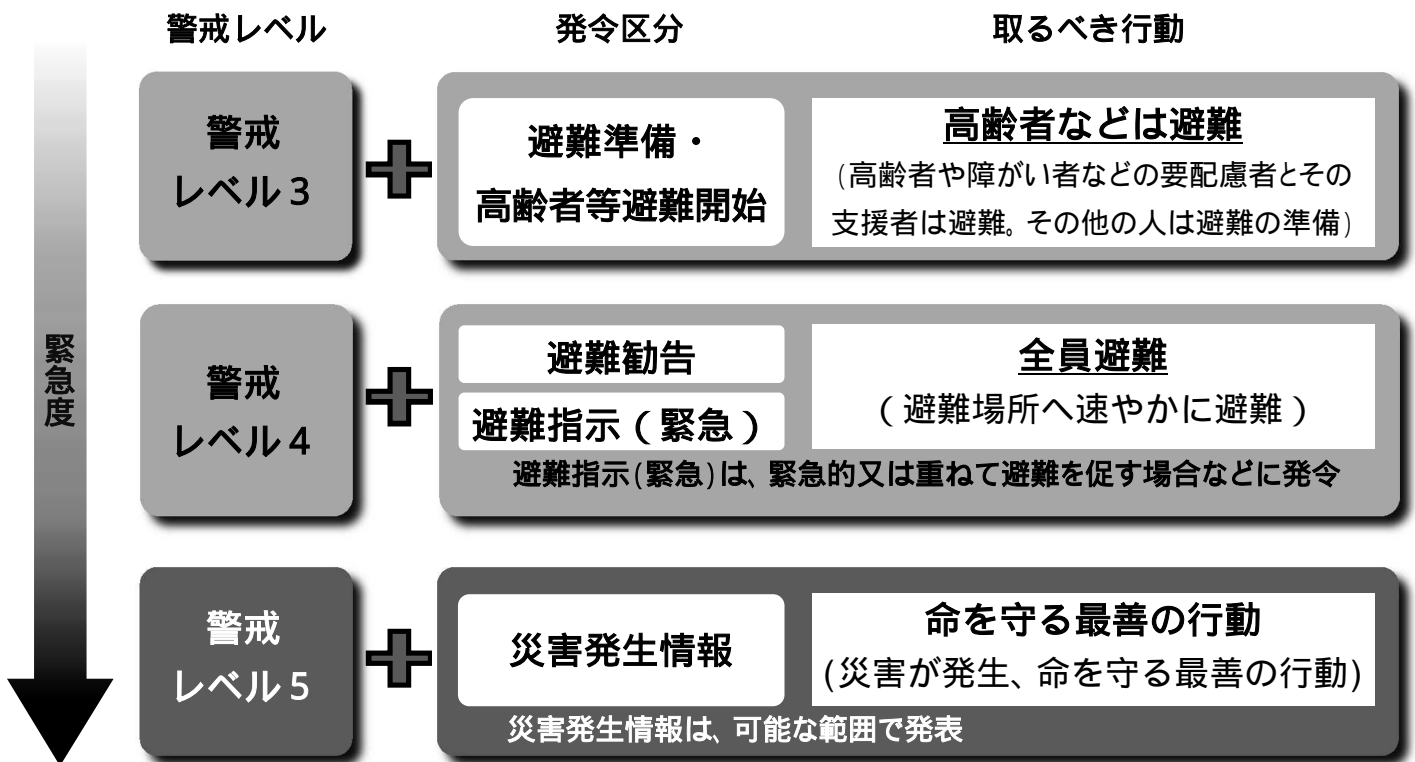 警戒レベル 発令区分 取るべき行動
緊急度
警戒
レベル３
避難準備・
高齢者等避難開始
高齢者などは避難
(高齢者や障がい者などの要配慮者とその
支援者は避難。その他の人は避難の準備)
警戒
レベル４
避難勧告
避難指示（緊急）
全員避難
（避難場所へ速やかに避難）
避難指示(緊急)は、緊急的又は重ねて避難を促す場合などに発令
警戒
レベル５
災害発生情報
命を守る最善の行動
(災害が発生、命を守る最善の行動)
災害発生情報は、可能な範囲で発表